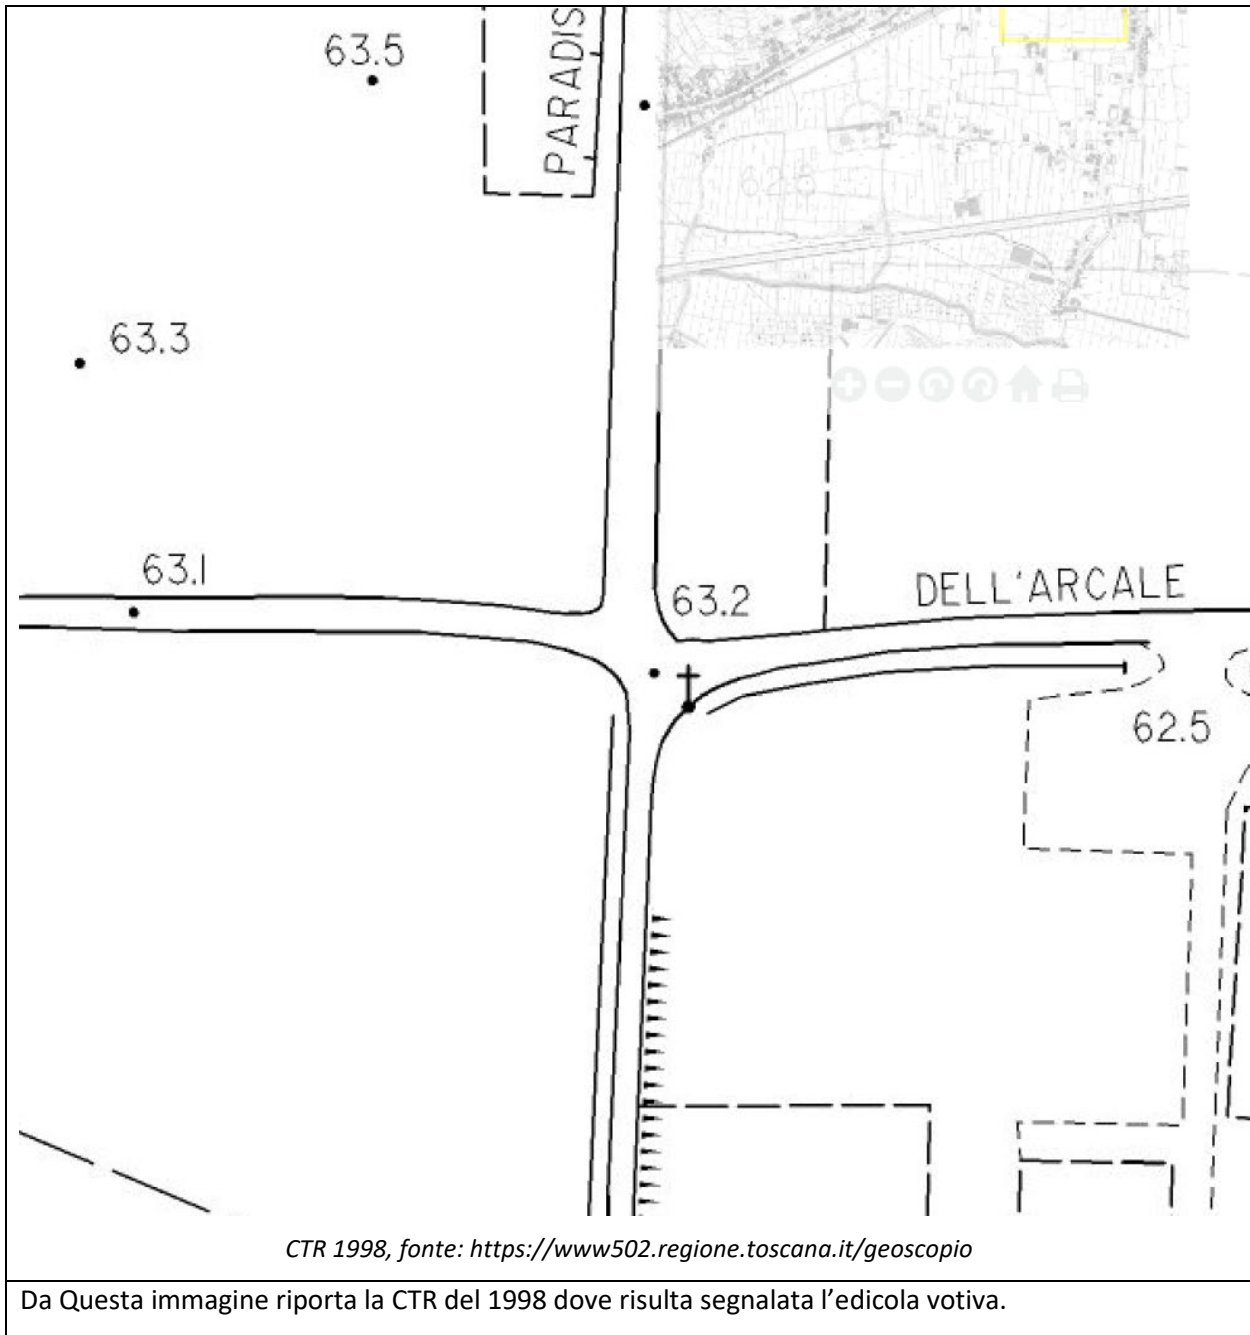 63.5
PARADIS
63.3
63.1
63.2
DELL'ARCALE
62.5
CTR 1998, fonte: https://www502.regione.toscana.it/geoscopio
Da Questa immagine riporta la CTR del 1998 dove risulta segnalata l’edicola votiva.